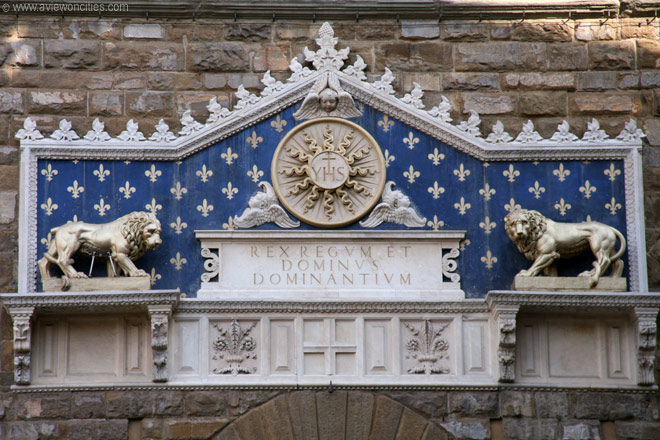 © www.aviewoncities.com
YHS
REX REGVM ET
DOMINVS
DOMINANTIVM